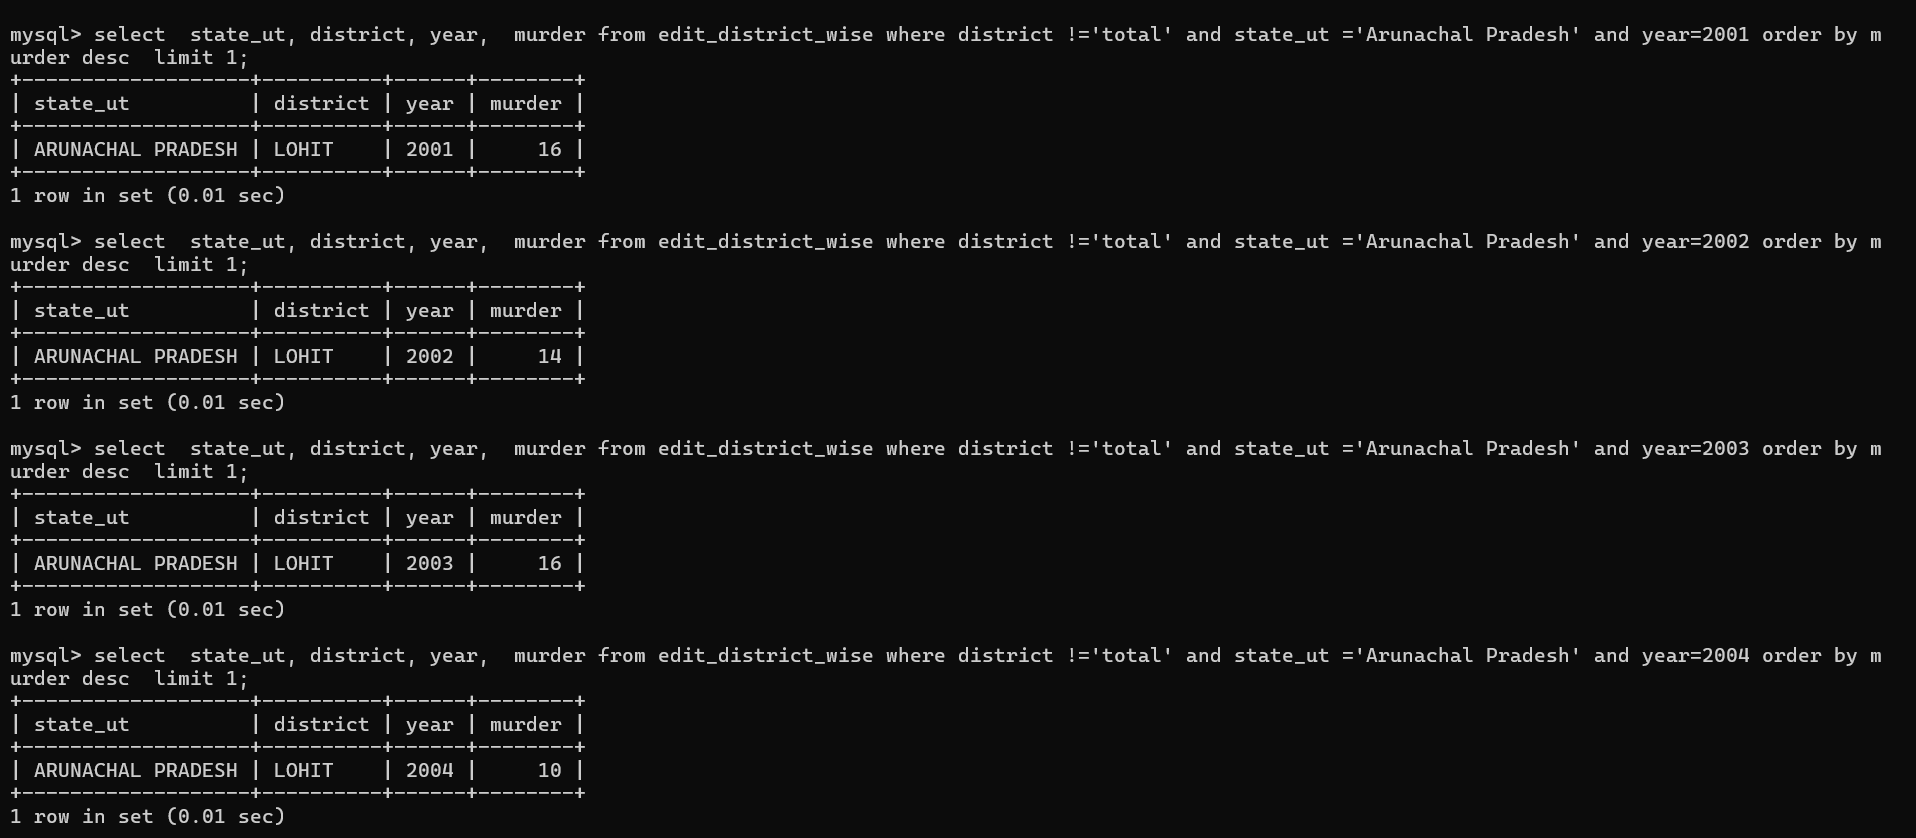 mysql> select  state_ut, district, year,  murder from edit_district_wise where district !='total' and state_ut ='Arunachal Pradesh' and year=2001 order by m
urder desc  limit 1;
+-------------------+----------+------+--------+
| state_ut          | district | year | murder |
+-------------------+----------+------+--------+
| ARUNACHAL PRADESH | LOHIT    | 2001 |     16 |
+-------------------+----------+------+--------+
1 row in set (0.01 sec)

mysql> select  state_ut, district, year,  murder from edit_district_wise where district !='total' and state_ut ='Arunachal Pradesh' and year=2002 order by m
urder desc  limit 1;
+-------------------+----------+------+--------+
| state_ut          | district | year | murder |
+-------------------+----------+------+--------+
| ARUNACHAL PRADESH | LOHIT    | 2002 |     14 |
+-------------------+----------+------+--------+
1 row in set (0.01 sec)

mysql> select  state_ut, district, year,  murder from edit_district_wise where district !='total' and state_ut ='Arunachal Pradesh' and year=2003 order by m
urder desc  limit 1;
+-------------------+----------+------+--------+
| state_ut          | district | year | murder |
+-------------------+----------+------+--------+
| ARUNACHAL PRADESH | LOHIT    | 2003 |     16 |
+-------------------+----------+------+--------+
1 row in set (0.01 sec)

mysql> select  state_ut, district, year,  murder from edit_district_wise where district !='total' and state_ut ='Arunachal Pradesh' and year=2004 order by m
urder desc  limit 1;
+-------------------+----------+------+--------+
| state_ut          | district | year | murder |
+-------------------+----------+------+--------+
| ARUNACHAL PRADESH | LOHIT    | 2004 |     10 |
+-------------------+----------+------+--------+
1 row in set (0.01 sec)